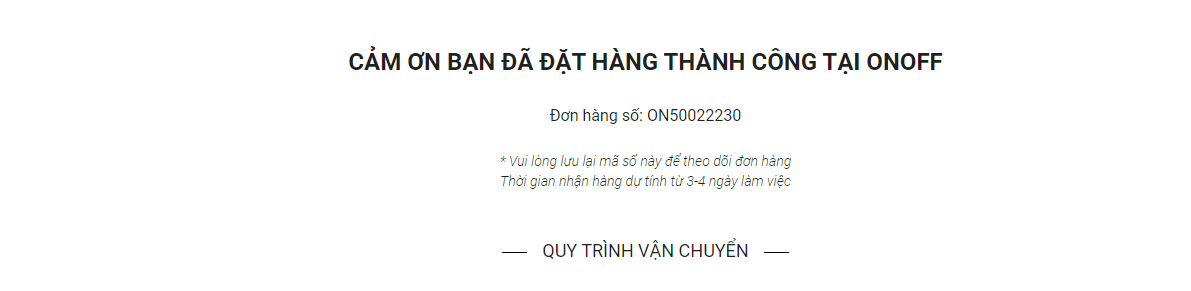 CẢM ƠN BẠN ĐÃ ĐẶT HÀNG THÀNH CÔNG TẠI ONOFF
Đơn hàng số: ON50022230
* Vui lòng lưu lại mã số này để theo dõi đơn hàng
Thời gian nhận hàng dự tính từ 3-4 ngày làm việc
QUY TRÌNH VẬN CHUYỂN